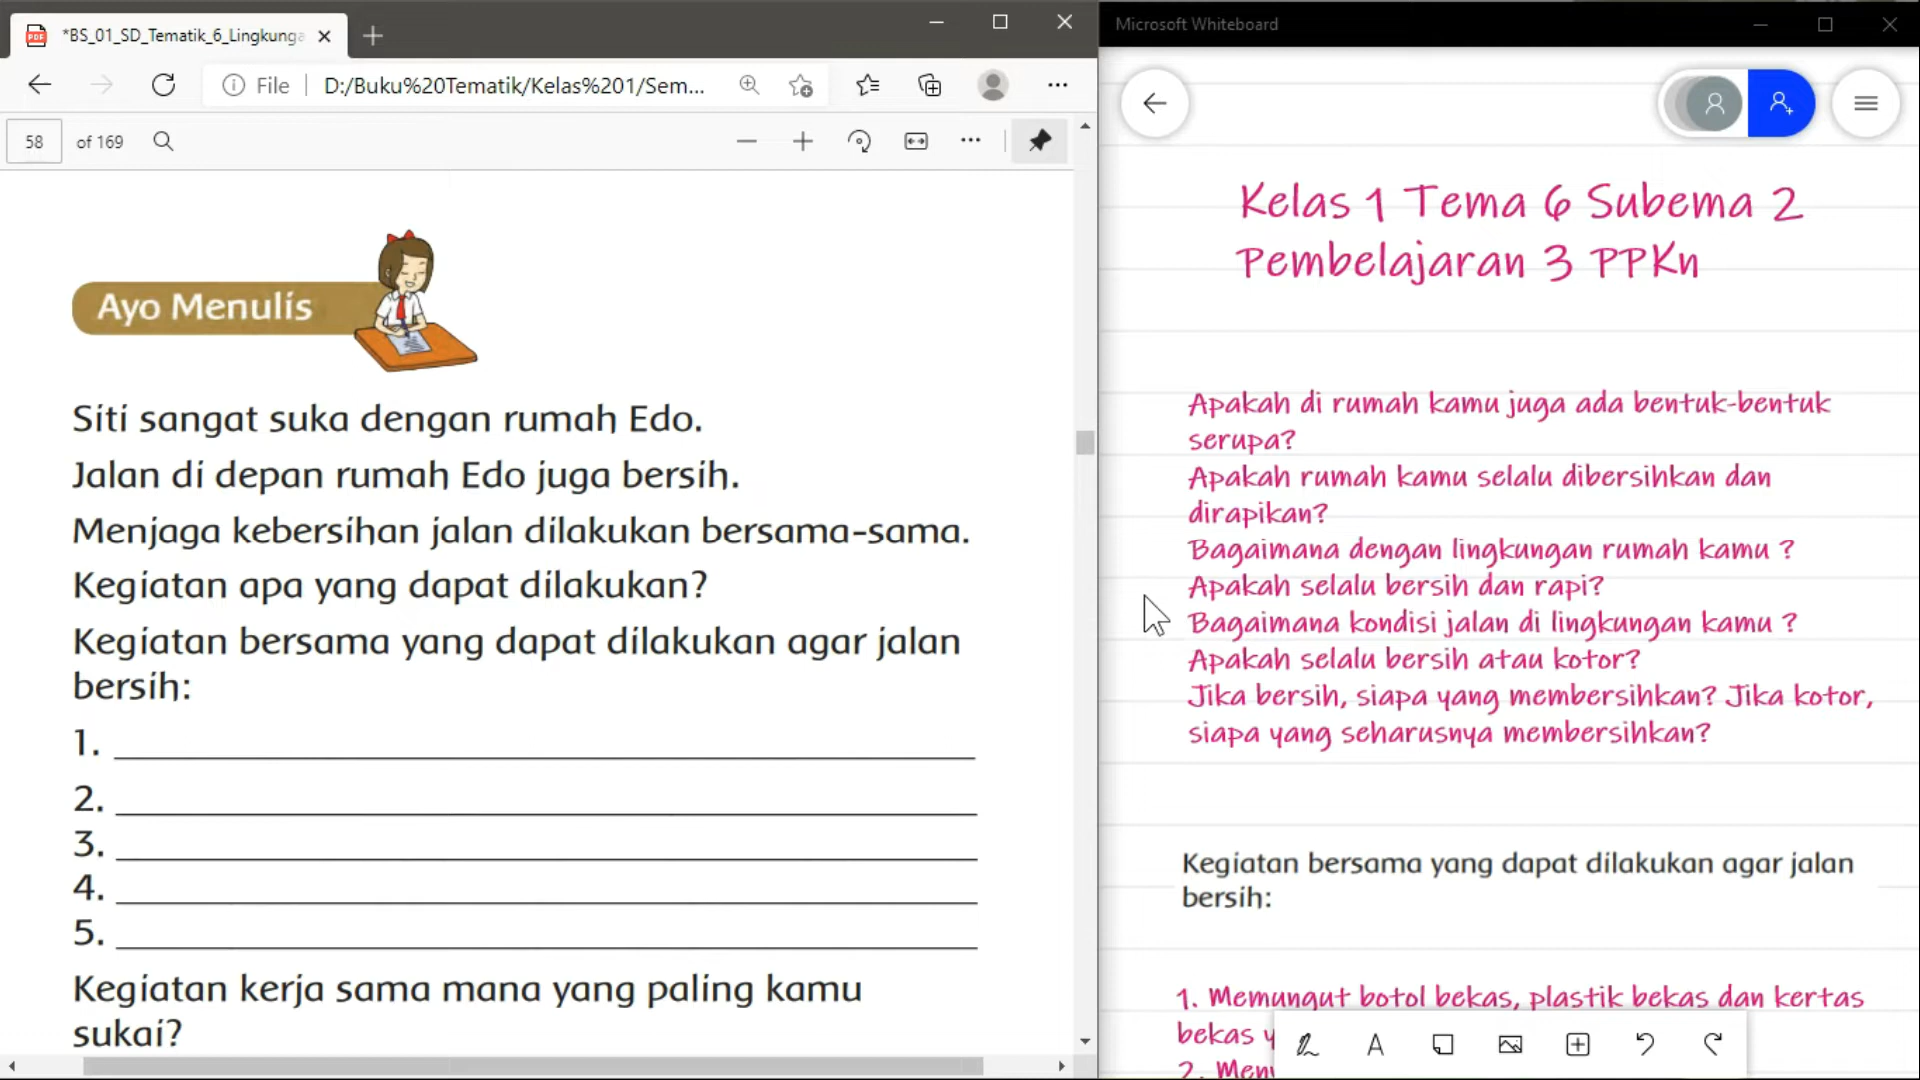 *BS_01_SD_Tematik_6_Lingkunga
File
D:/Buku%20Tematik/Kelas%201/Sem...
58 of 169
Ayo Menulis
Siti sangat suka dengan rumah Edo.
Jalan di depan rumah Edo juga bersih.
Menjaga kebersihan jalan dilakukan bersama-sama.
Kegiatan apa yang dapat dilakukan?
Kegiatan bersama yang dapat dilakukan agar jalan
bersih:
1.
2.
3.
4.
5.
Kegiatan kerja sama mana yang paling kamu
sukai?
Microsoft Whiteboard
Kelas 1 Tema 6 Subema 2
Pembelajaran 3 PPKn
Apakah di rumah kamu juga ada bentuk-bentuk
serupa?
Apakah rumah kamu selalu dibersihkan dan
dirapikan?
Bagaimana dengan lingkungan rumah kamu ?
Apakah selalu bersih dan rapi?
Bagaimana kondisi jalan di lingkungan kamu ?
Apakah selalu bersih atau kotor?
Jika bersih, siapa yang membersihkan? Jika kotor,
siapa yang seharusnya membersihkan?
Kegiatan bersama yang dapat dilakukan agar jalan
bersih:
1. Memungut botol bekas, plastik bekas dan kertas
bekas
2.